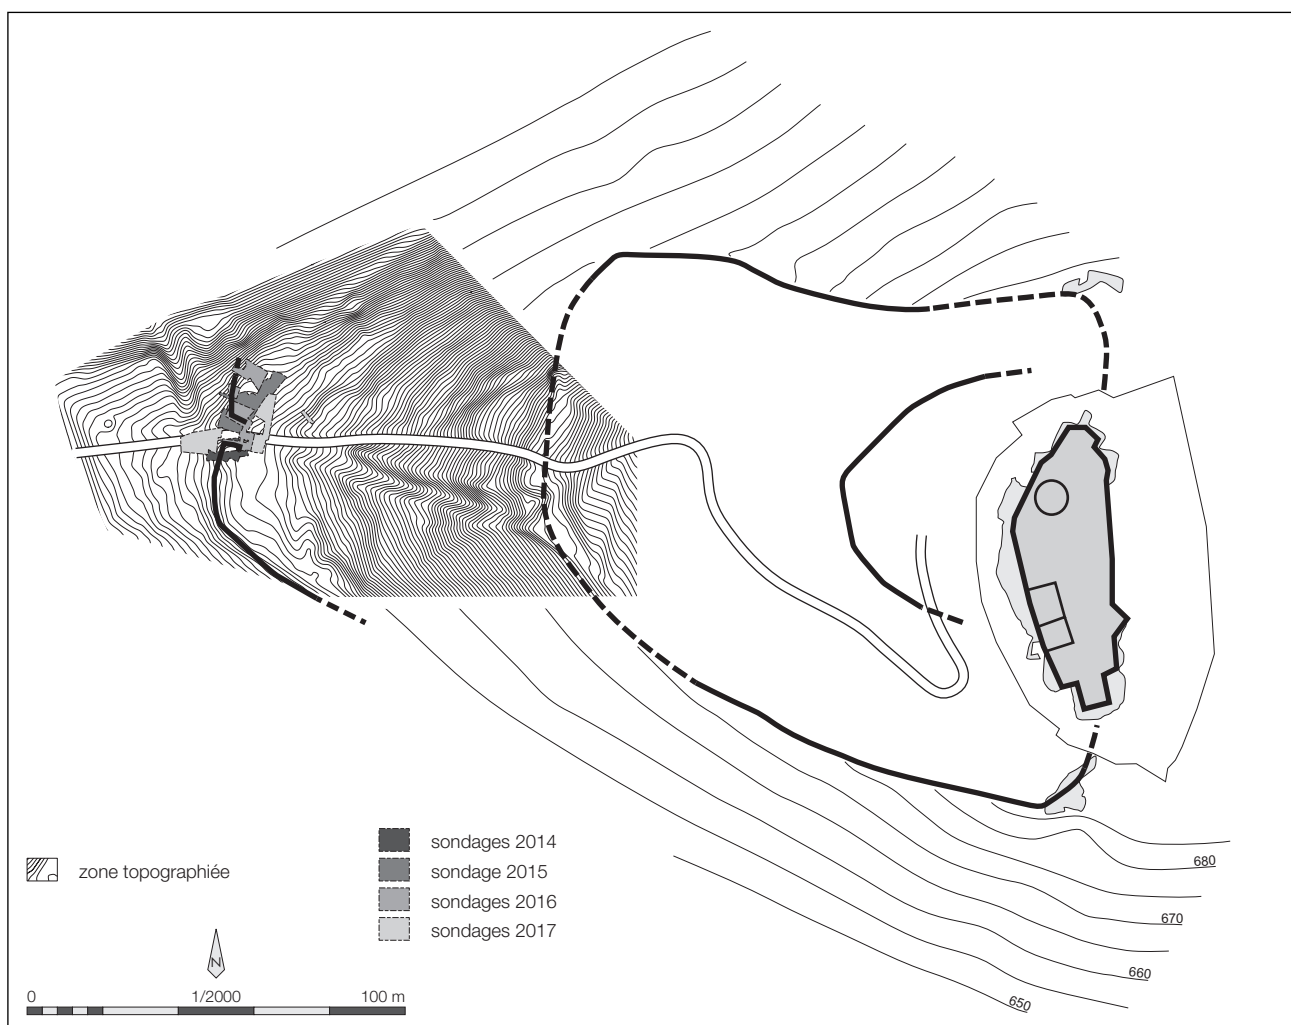 680
670
660
650
sondages 2014
sondage 2015
sondages 2016
sondages 2017
zone topographiée
N
0 1/2000 100 m